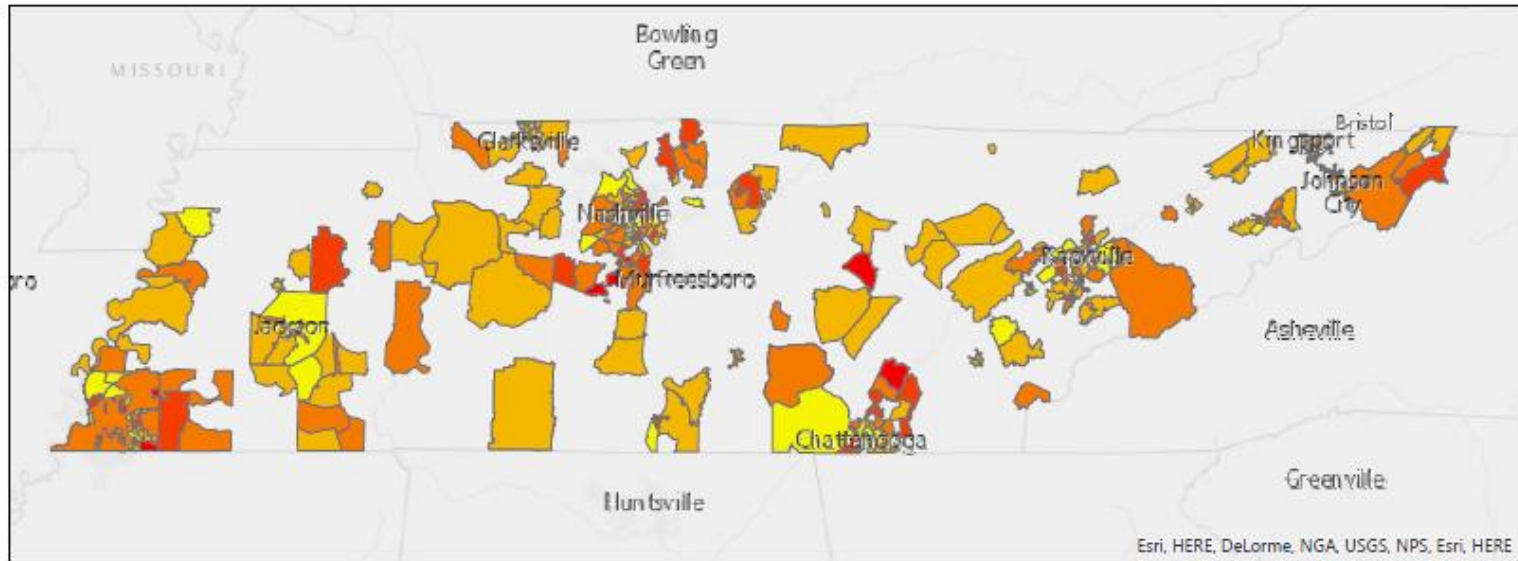 Bowling
Green
MISSOURI
Clarksville
Bristol
Kingsport
Johnson
City
Nashville
Knoxville
oro
Murfreesboro
Jackson
Asheville
Chattanooga
Greenville
Huntsville
Esri, HERE, DeLorme, NGA, USGS, NPS, Esri, HERE